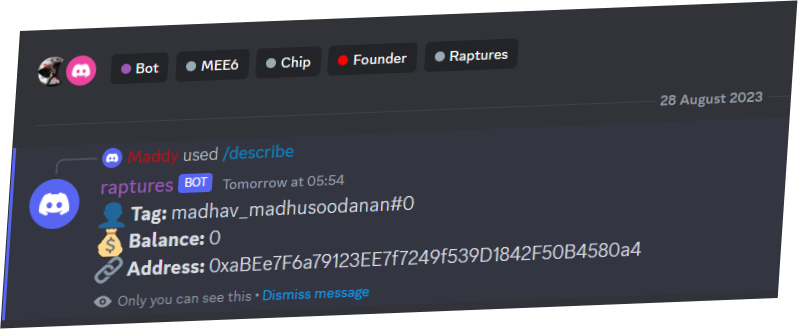 Bot MEE6 Chip Founder Raptures
28 August 2023
Maddy used /describe
raptures BOT Tomorrow at 05:54
Tag: madhav_madhusoodanan#0
Balance: 0
Address: 0xaBEe7F6a79123EE7f7249f539D1842F50B4580a4
Only you can see this • Dismiss message